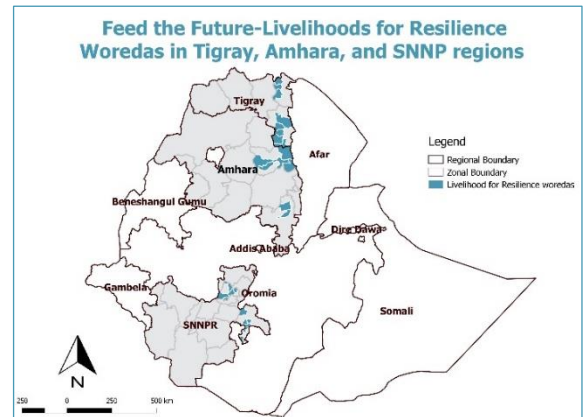 Feed the Future-Livelihoods for Resilience
Woredas in Tigray, Amhara, and SNNP regions
Tigray
Afar
Amhara
Legend
Regional Boundary
Zonal Boundary
Livelihood for Resilience woredas
Beneshangul Gumu
Dire Dawa
Addis Ababa
Gambela
Oromia
Somali
SNNPR
N
250 0 250 500 km